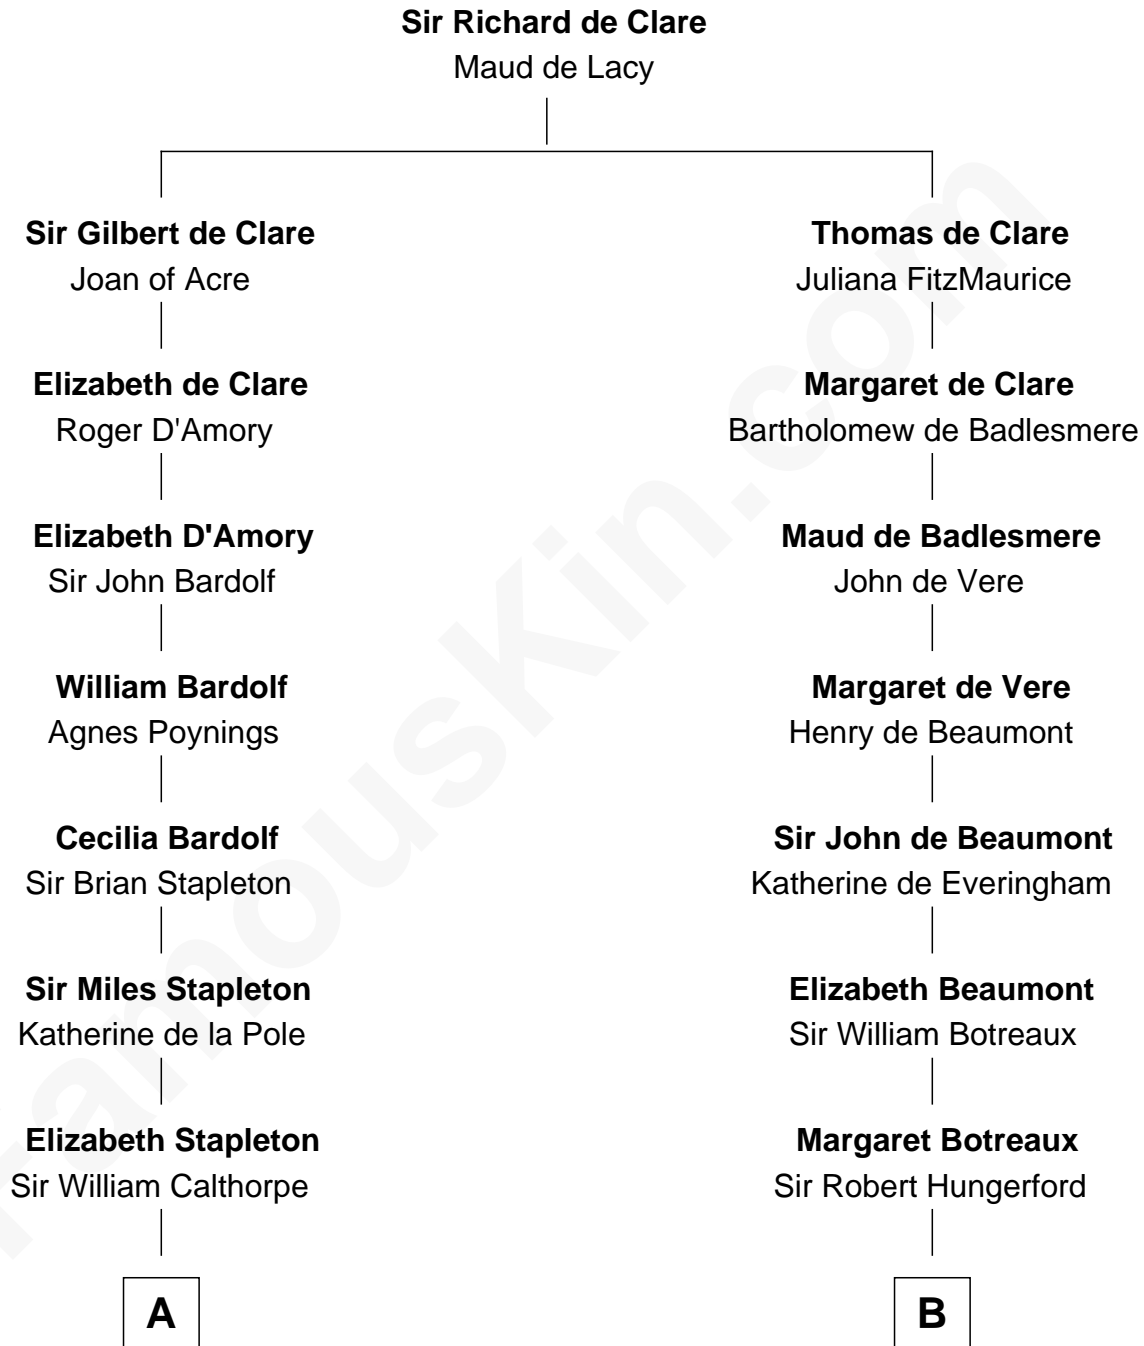 Sir Richard de Clare
Maud de Lacy
Sir Gilbert de Clare
Joan of Acre
Thomas de Clare
Juliana FitzMaurice
Elizabeth de Clare
Roger D'Amory
Margaret de Clare
Bartholomew de Badlesmere
Elizabeth D'Amory
Sir John Bardolf
Maud de Badlesmere
John de Vere
William Bardolf
Agnes Poynings
Margaret de Vere
Henry de Beaumont
Cecilia Bardolf
Sir Brian Stapleton
Sir John de Beaumont
Katherine de Everingham
Sir Miles Stapleton
Katherine de la Pole
Elizabeth Beaumont
Sir William Botreaux
Elizabeth Stapleton
Sir William Calthorpe
Margaret Botreaux
Sir Robert Hungerford
A
B
FamousKin.com